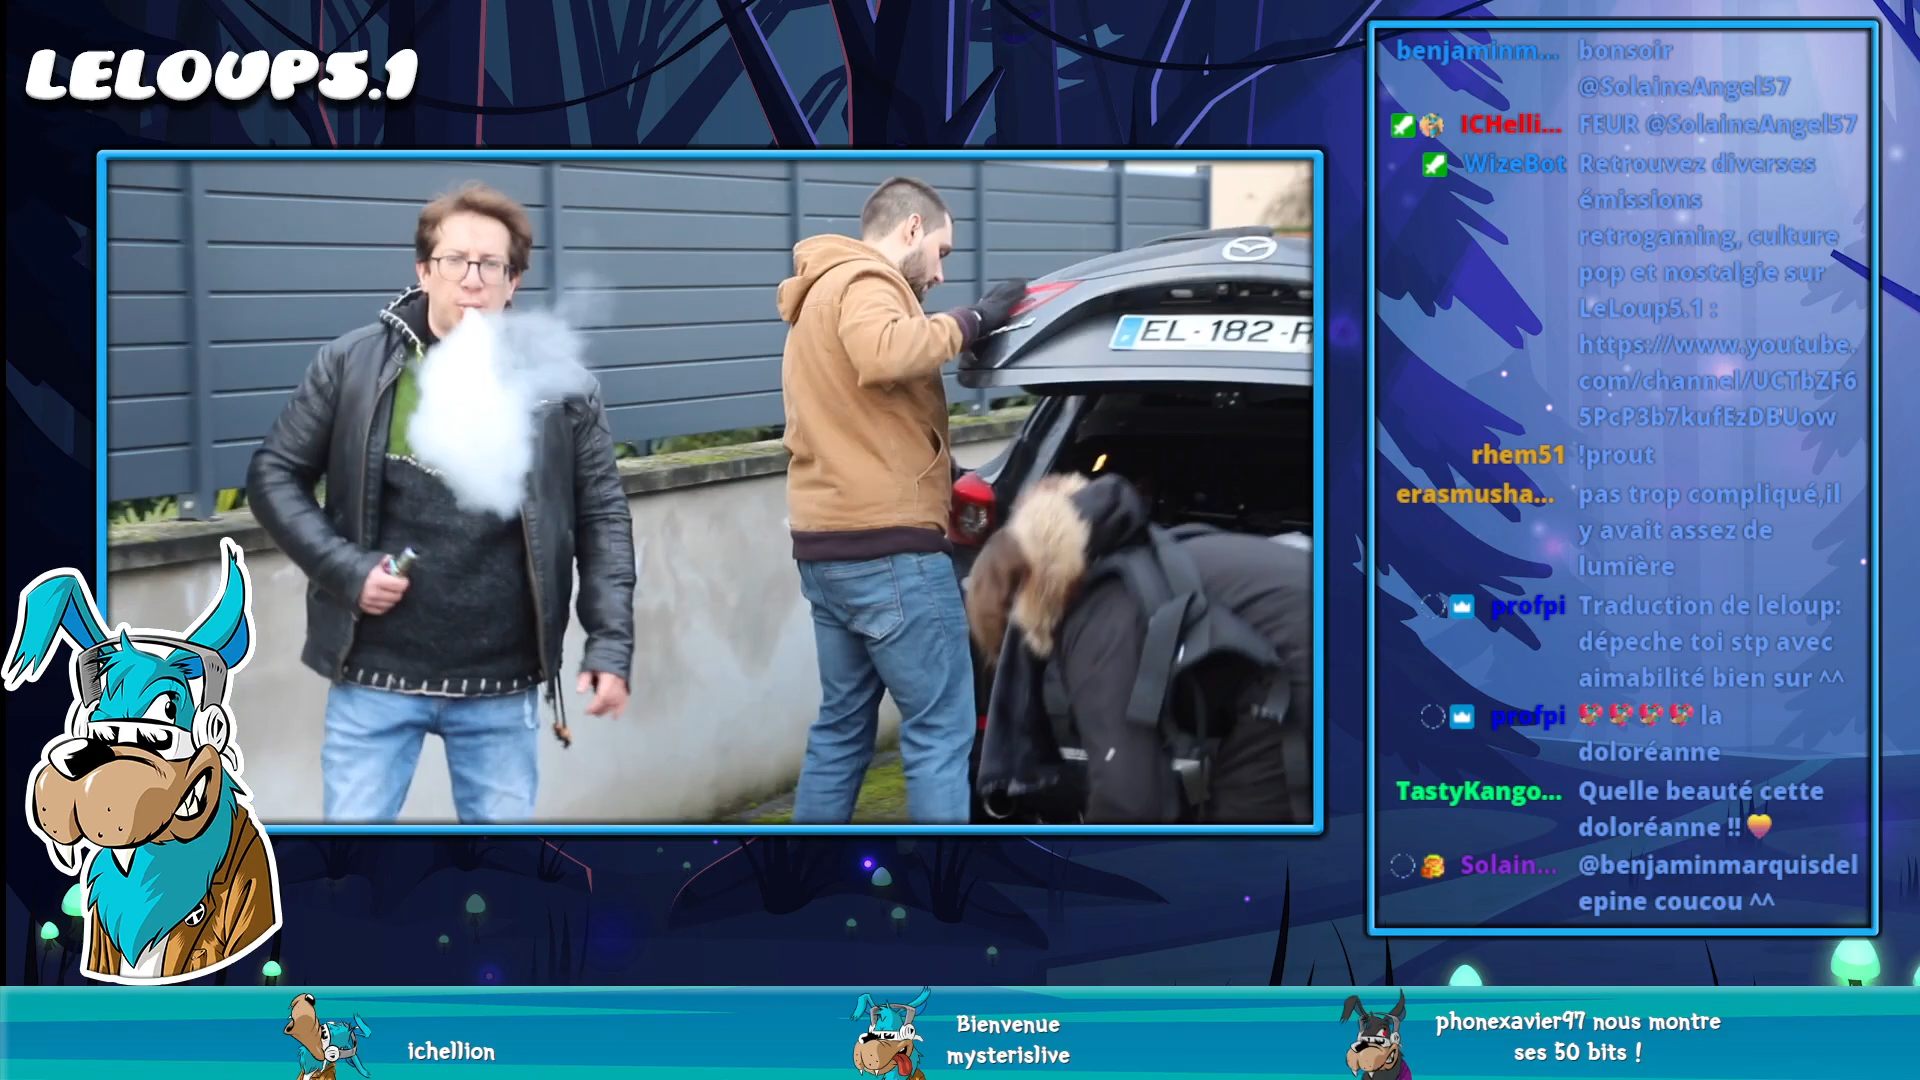 LELOUP5.1
EL-182-
benjaminm... bonsoir
@SolaineAngel57
ICHelli... FEUR @SolaineAngel57
WizeBot Retrouvez diverses
émissions
retrogaming, culture
pop et nostalgie sur
LeLoup5.1 :
https://www.youtube.
com/channel/UCTbZF6
5PcP3b7kufEzDBUow
rhem51 !prout
erasmusha... pas trop compliqué,il
y avait assez de
lumière
profpi Traduction de leloup:
dépeche toi stp avec
aimabilité bien sur ^^
profpi la
doloréanne
TastyKango... Quelle beauté cette
doloréanne !!
Solain... @benjaminmarquisdel
epine coucou ^^
ichellion
Bienvenue
mysterislive
phonexavier97 nous montre
ses 50 bits !